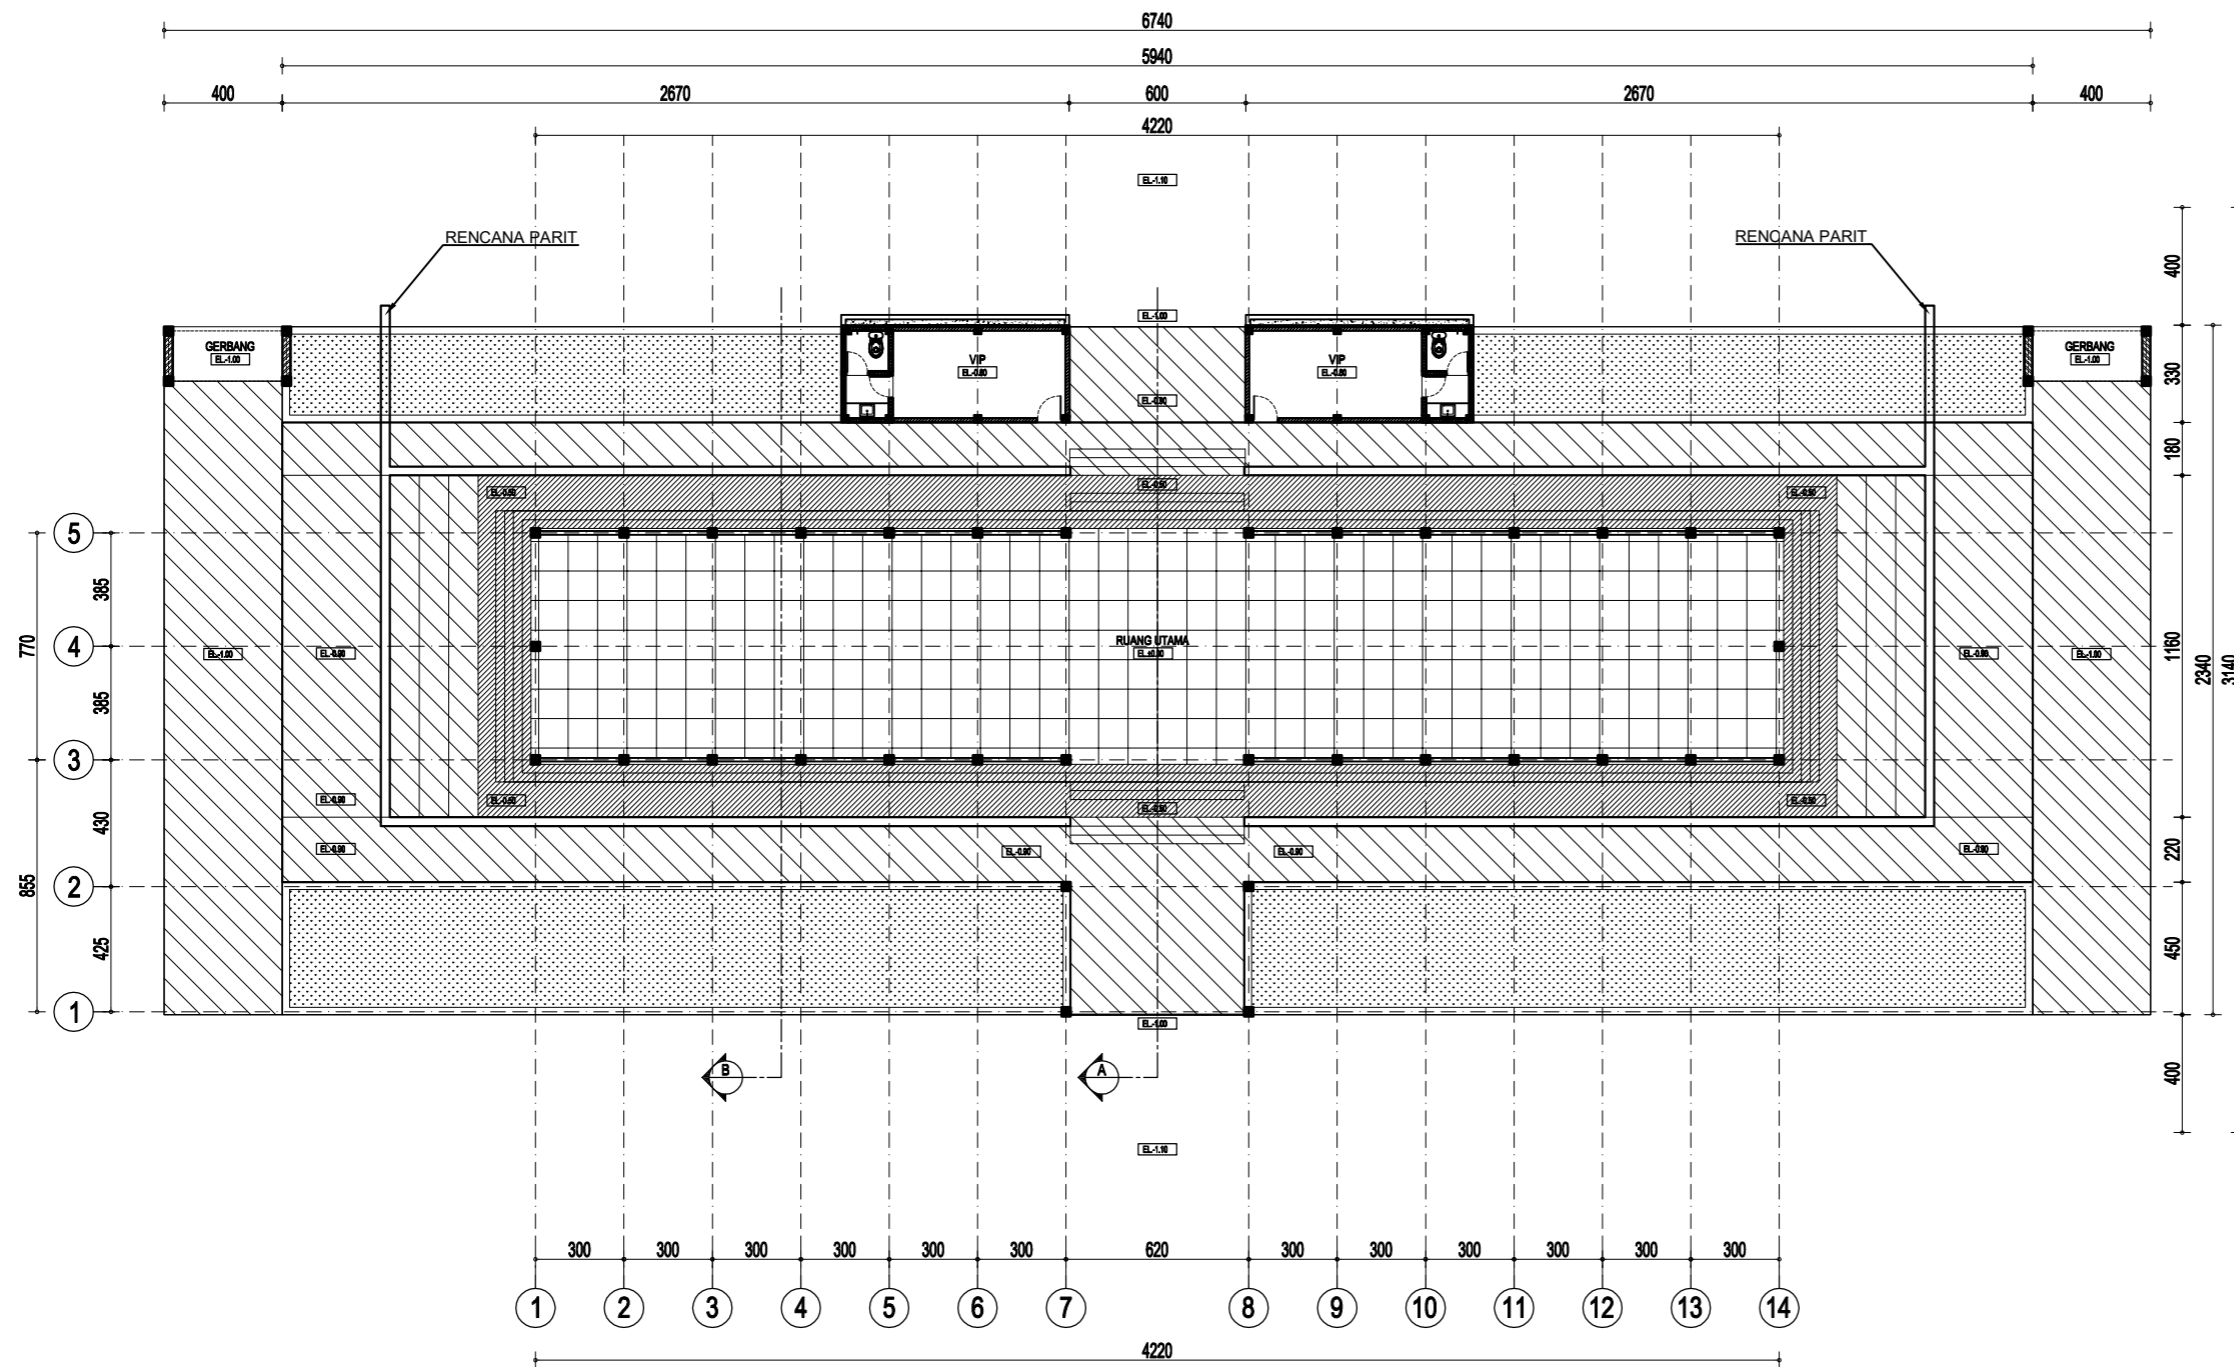 6740
5940
400 2670 600 2670 400
4220
EL-1.10
RENCANA PARIT RENCANA PARIT
400
EL-1.00
GERBANG
EL-1.00
VIP
EL-0.80
VIP
EL-0.80
GERBANG
EL-1.00
330
EL-0.90
180
EL-0.50 EL-0.50 EL-0.50
5
385
RUANG UTAMA
EL ±0.00
770
4
EL-1.00 EL-0.90 EL-0.90 EL-1.00
1160
2340
3140
385
3
EL-0.90 EL-0.50 EL-0.50 EL-0.50
430
EL-0.90 EL-0.90 EL-0.90 EL-0.90
220
855
2
425
450
1
EL-1.00
B A
400
EL-1.10
300 300 300 300 300 300 620 300 300 300 300 300 300
1 2 3 4 5 6 7 8 9 10 11 12 13 14
4220